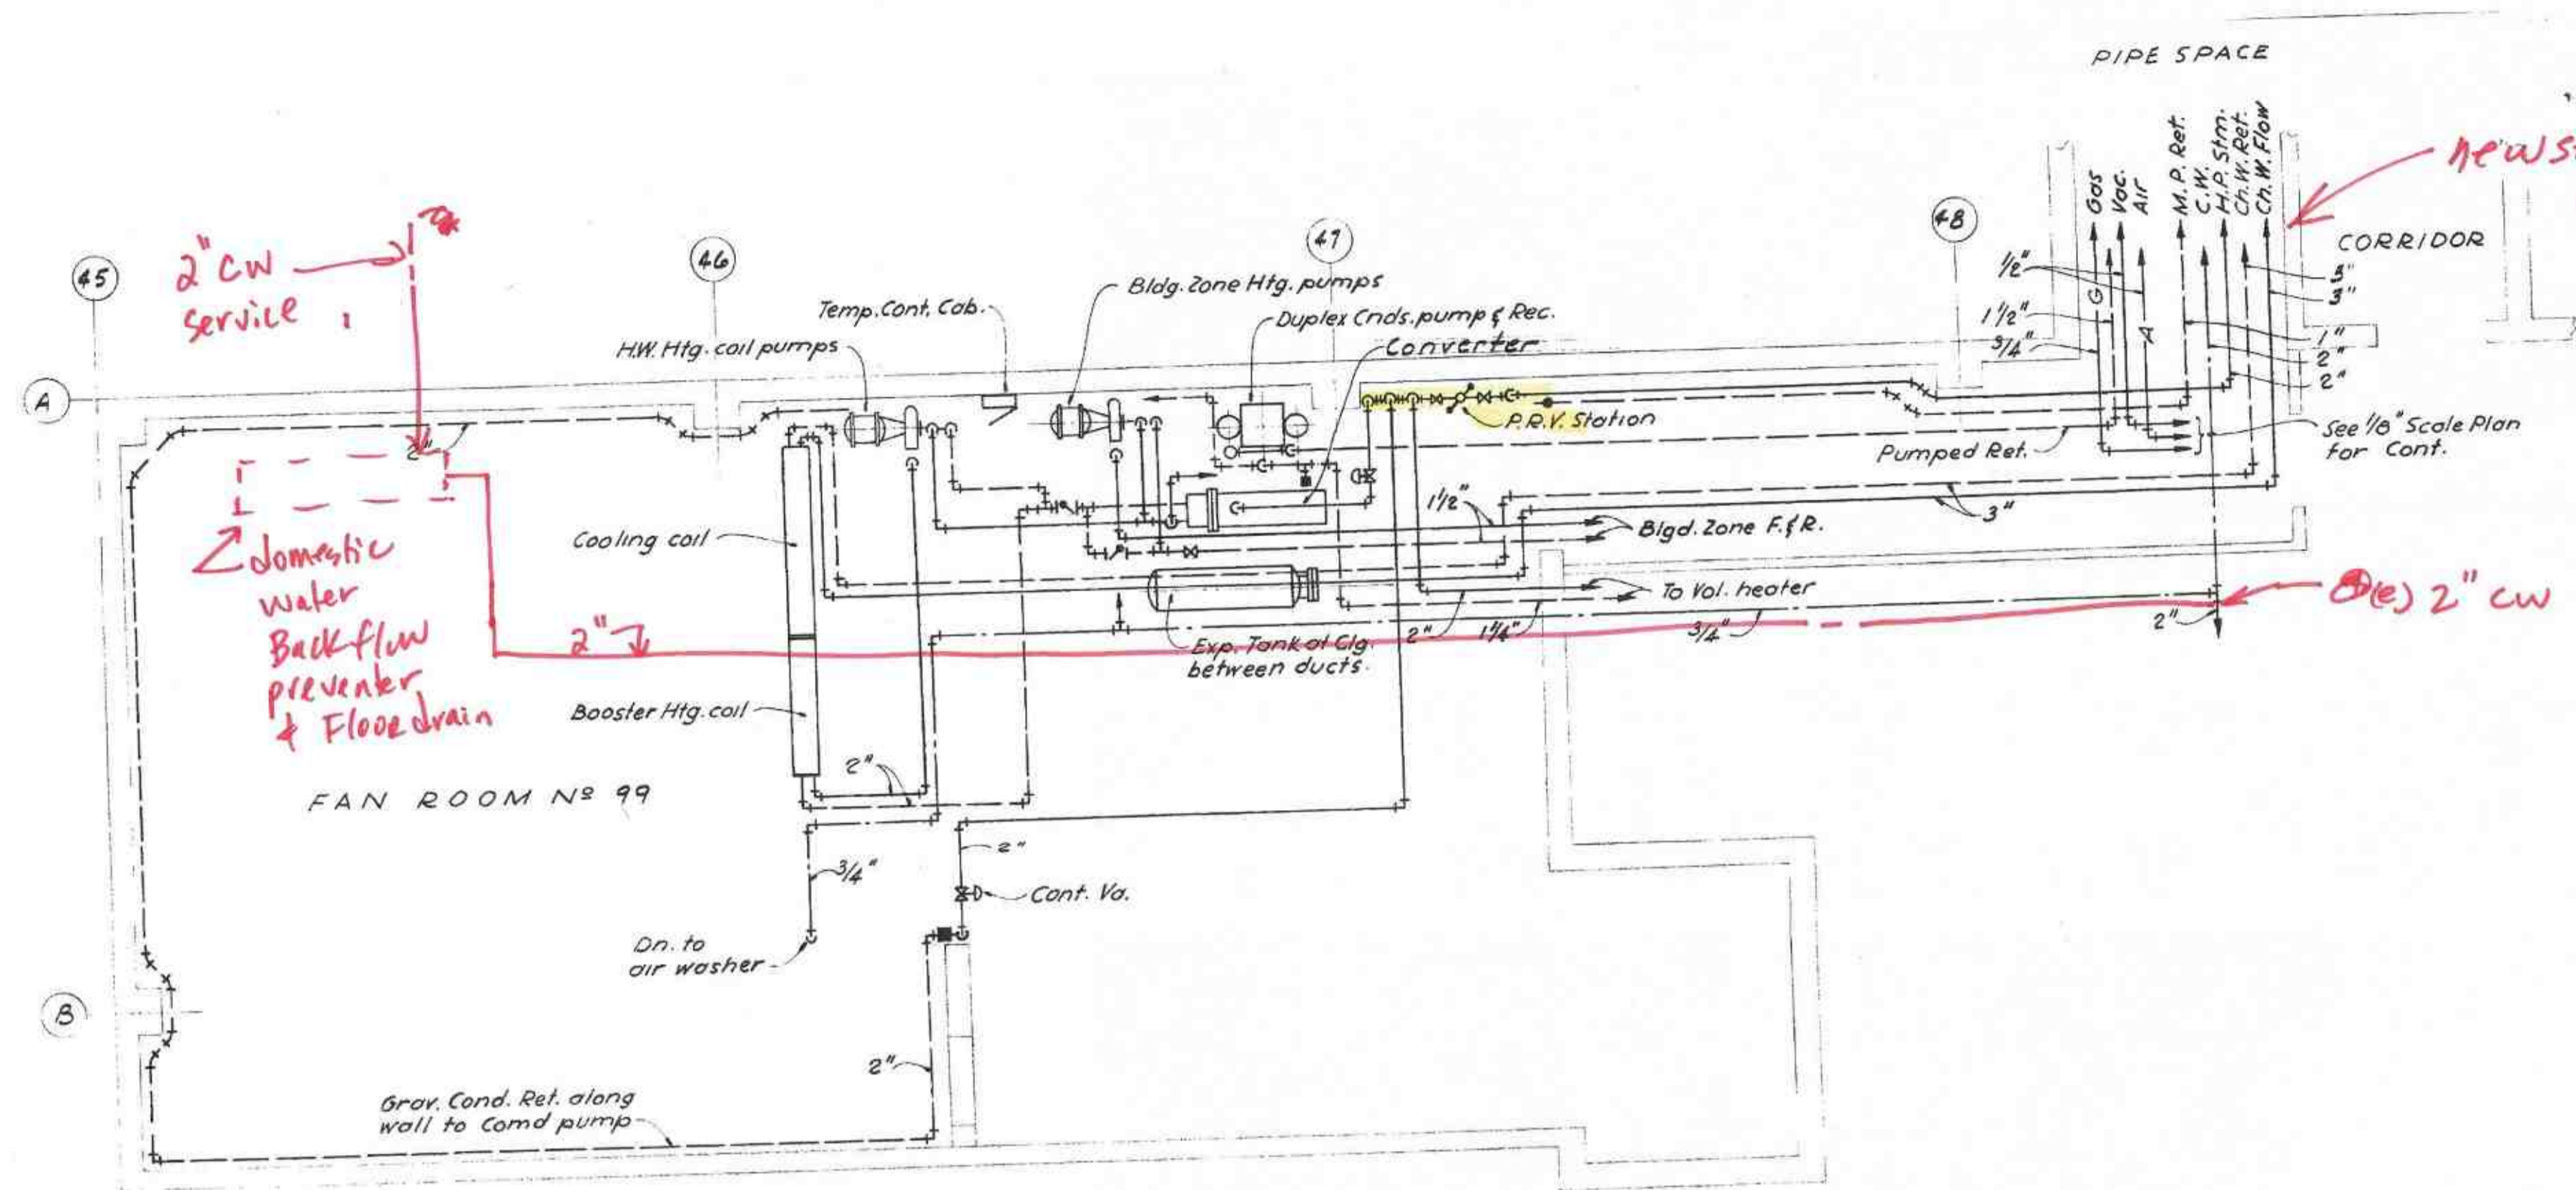 PIPE SPACE
Gas
Vac.
Air
M.P. Ret.
C.W.
H.P. Stm.
Ch.W. Ret.
Ch.W. Flow
CORRIDOR
45
46
47
48
A
B
2" CW
service
Temp. Cont. Cab.
Bldg. Zone Htg. pumps
H.W. Htg. coil pumps
Duplex Cnds. pump & Rec.
Converter
P.R.V. Station
1/2"
1 1/2"
3/4"
G
A
3"
3"
1"
2"
2"
See 1/8" Scale Plan
for Cont.
Pumped Ret.
2"
domestic
water
Backflow
preventer
& Floor drain
Cooling coil
1 1/2"
3"
Blgd. Zone F. & R.
To Vol. heater
2"
Exp. Tank at Clg.
between ducts.
2"
1 1/4"
3/4"
2"
(e) 2" CW
Booster Htg. coil
2"
FAN ROOM Nº 99
3/4"
2"
Cont. Va.
Dn. to
air washer
2"
Grav. Cond. Ret. along
wall to Comd pump